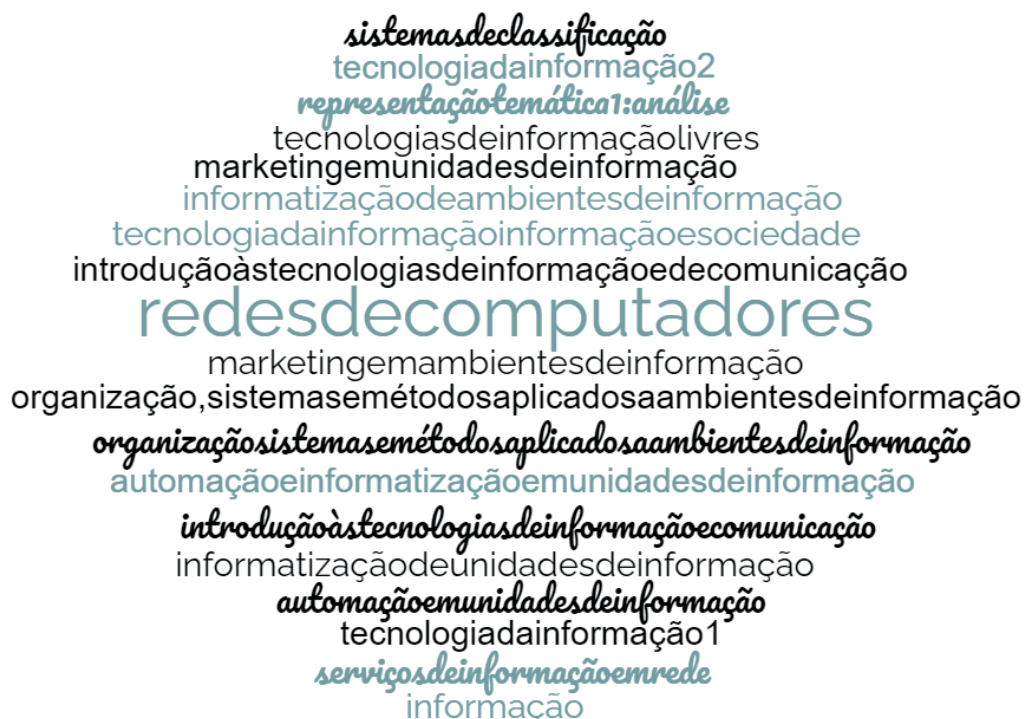 sistemasdeclassificação
tecnologiadainformação2
representaçãotemática1:análise
tecnologiasdeinformaçãolivres
marketingemunidadesdeinformação
informatizaçãodeambientesdeinformação
tecnologiadainformaçãoinformaçãoesociedade
introduçãoàstecnologiasdeinformaçãoedecomunicação
redesdecomputadores
marketingemambientesdeinformação
organização,sistemasemétodosaplicadosaambientesdeinformação
organizaçãosistemasemétodosaplicadosaambientesdeinformação
automaçãoeinformatizaçãoemunidadesdeinformação
introduçãoàstecnologiasdeinformaçãoecomunicação
informatizaçãodeunidadesdeinformação
automaçãoemunidadesdeinformação
tecnologiadainformação1
serviçosdeinformaçãoemrede
informação